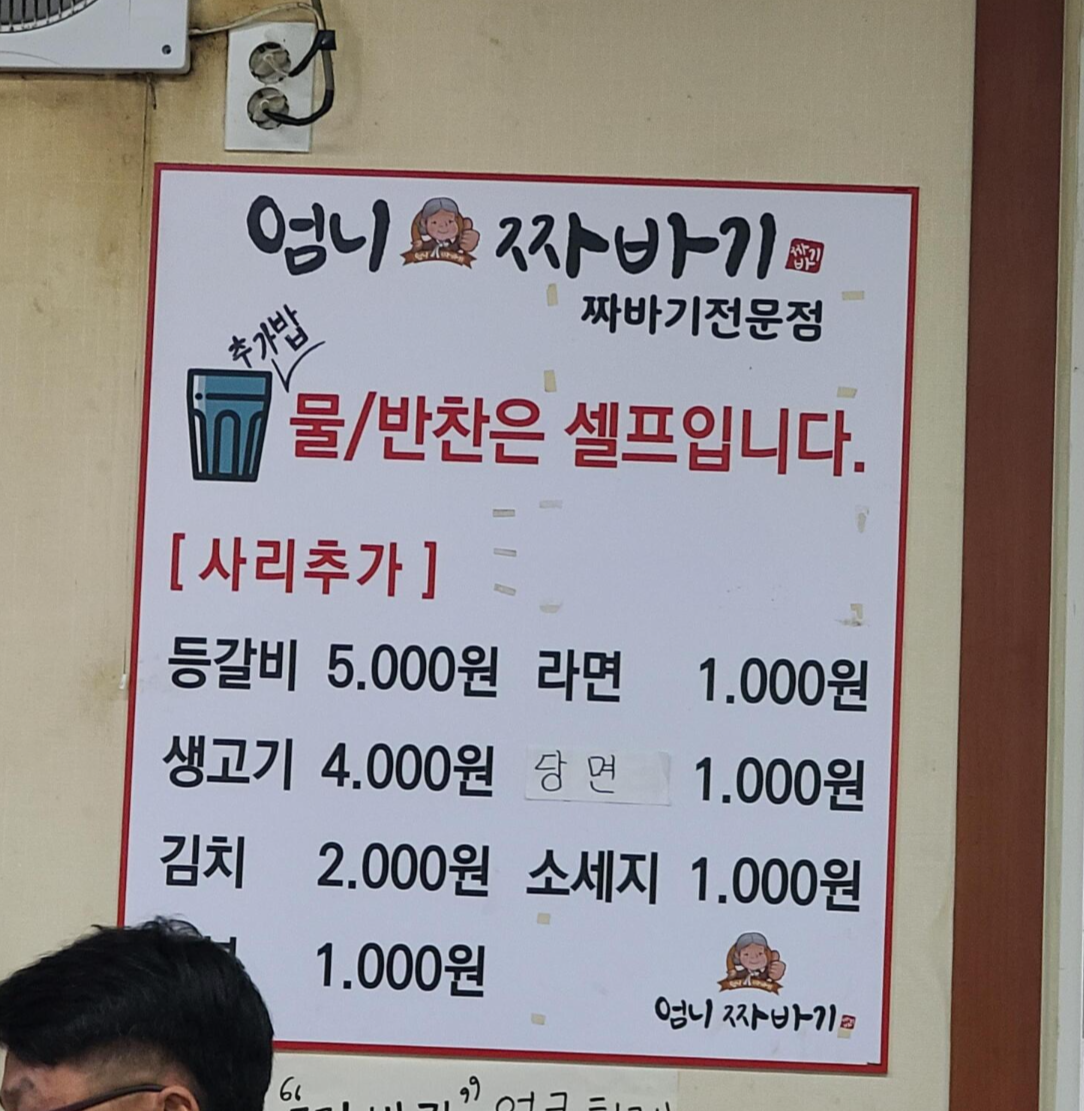 엄니 짜바기 짜바기
짜바기전문점
추가밥
물/반찬은 셀프입니다.
[ 사리추가 ]
등갈비 5.000원 라면 1.000원
생고기 4.000원 당면 1.000원
김치 2.000원 소세지 1.000원
1.000원
엄니 짜바기